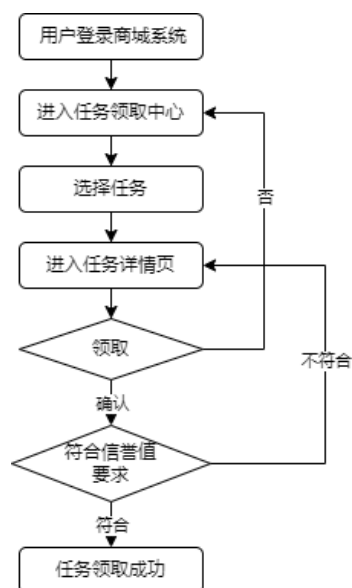 用户登录商城系统
进入任务领取中心
选择任务
否
进入任务详情页
领取
不符合
确认
符合信誉值
要求
符合
任务领取成功